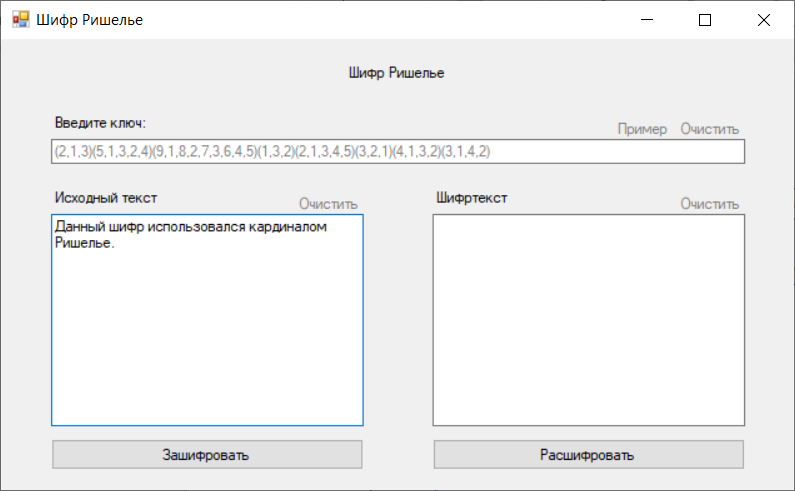 Шифр Ришелье
Шифр Ришелье
Введите ключ:
Пример Очистить
(2,1,3)(5,1,3,2,4)(9,1,8,2,7,3,6,4,5)(1,3,2)(2,1,3,4,5)(3,2,1)(4,1,3,2)(3,1,4,2)
Исходный текст
Очистить
Данный шифр использовался кардиналом
Ришелье.
Зашифровать
Шифртекст
Очистить
Расшифровать